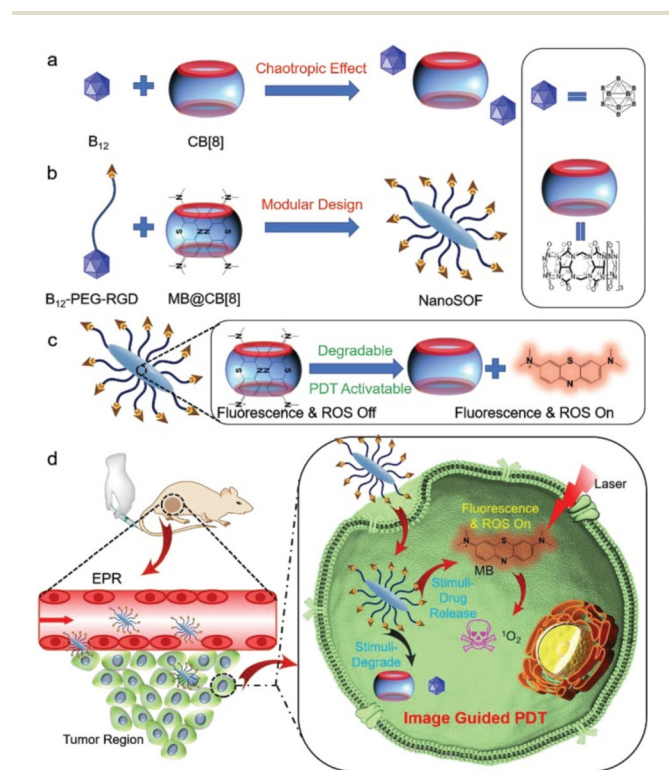 a
Chaotropic Effect
B12
CB[8]
B
b
Modular Design
B12-PEG-RGD
MB@CB[8]
NanoSOF
c
Degradable
PDT Activatable
Fluorescence & ROS Off
Fluorescence & ROS On
N
S
N
N
d
EPR
Tumor Region
Laser
Fluorescence
& ROS On
N
S
N
N
MB
Stimuli-
Drug
Release
1O2
Stimuli-
Degrade
Image Guided PDT